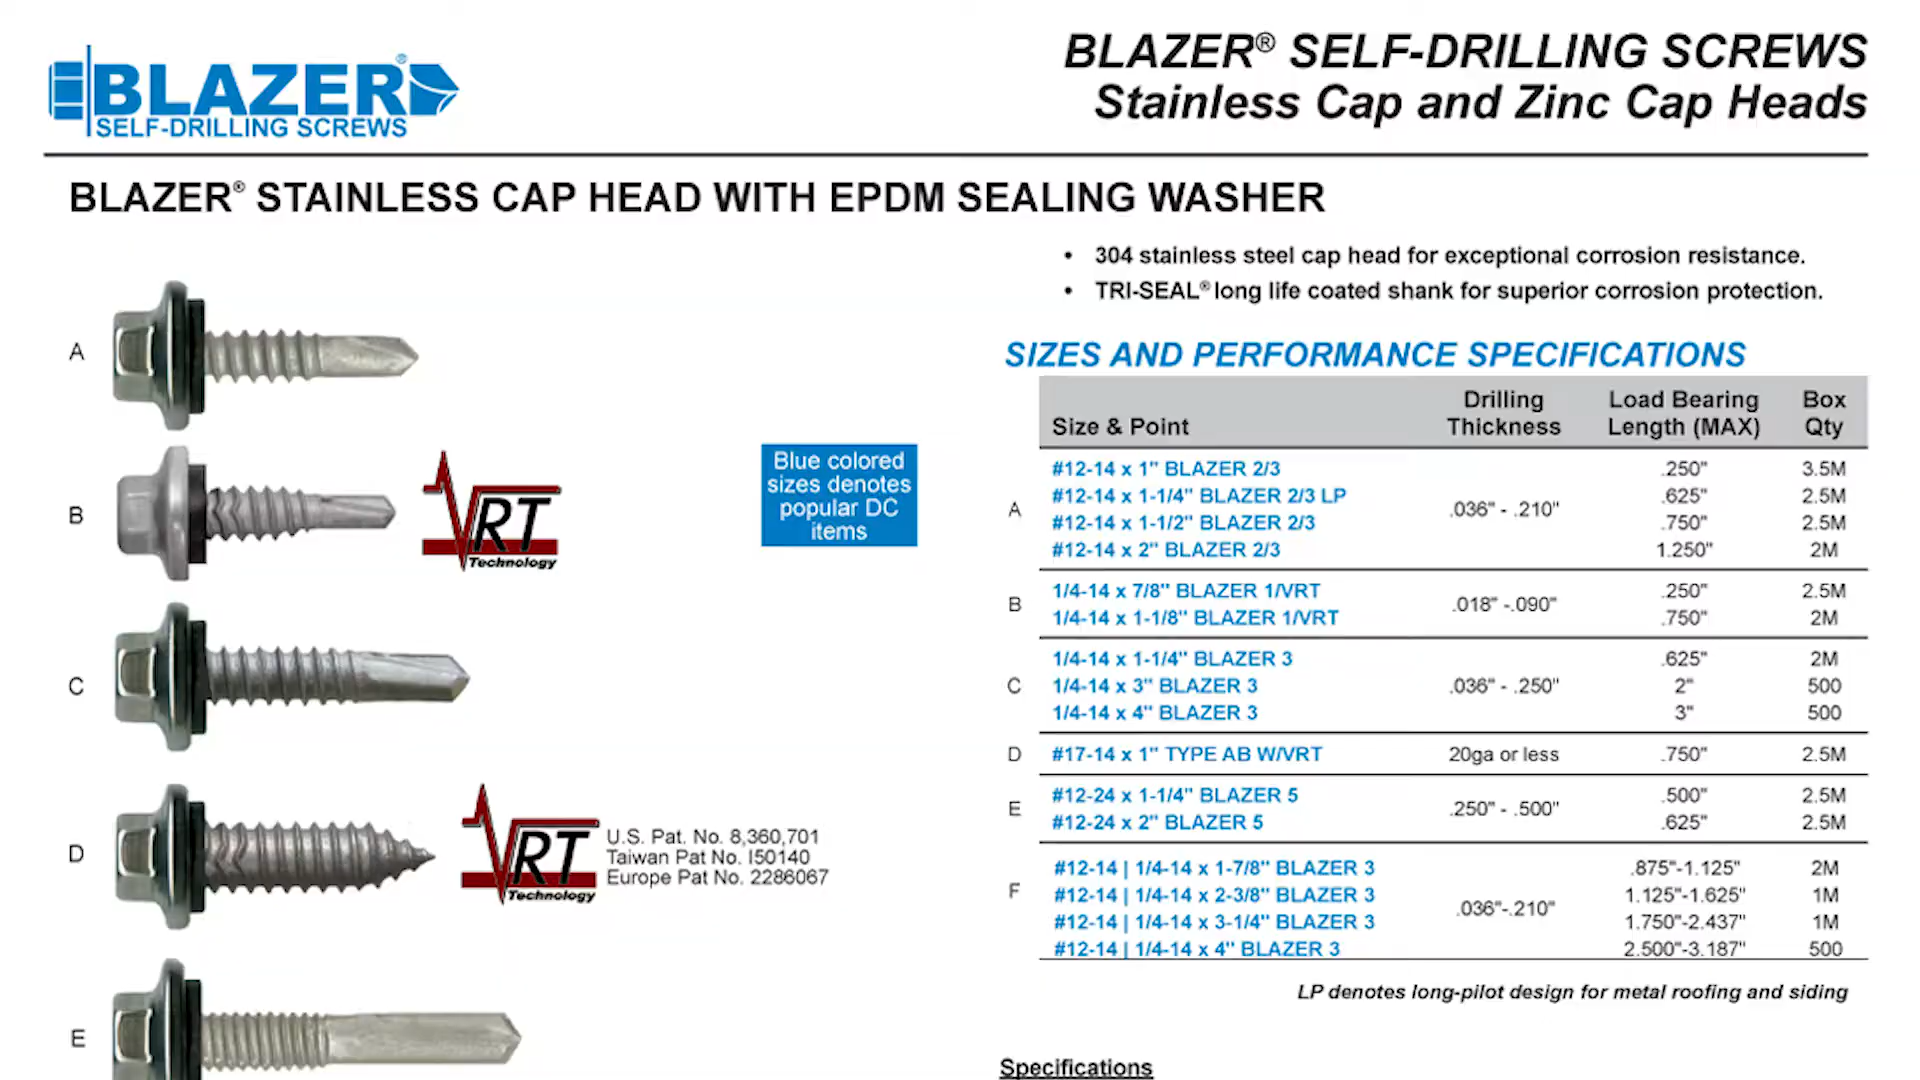 BLAZER®
SELF-DRILLING SCREWS
BLAZER® SELF-DRILLING SCREWS
Stainless Cap and Zinc Cap Heads
BLAZER® STAINLESS CAP HEAD WITH EPDM SEALING WASHER
• 304 stainless steel cap head for exceptional corrosion resistance.
• TRI-SEAL® long life coated shank for superior corrosion protection.
A
B
VRT
Technology
C
D
VRT
Technology
U.S. Pat. No. 8,360,701
Taiwan Pat No. I50140
Europe Pat No. 2286067
E
Blue colored
sizes denotes
popular DC
items
SIZES AND PERFORMANCE SPECIFICATIONS
Size & Point Drilling Thickness Load Bearing Length (MAX) Box Qty
A .036" - .210"
#12-14 x 1" BLAZER 2/3 .250" 3.5M
#12-14 x 1-1/4" BLAZER 2/3 LP .625" 2.5M
#12-14 x 1-1/2" BLAZER 2/3 .750" 2.5M
#12-14 x 2" BLAZER 2/3 1.250" 2M
B .018" -.090"
1/4-14 x 7/8" BLAZER 1/VRT .250" 2.5M
1/4-14 x 1-1/8" BLAZER 1/VRT .750" 2M
C .036" - .250"
1/4-14 x 1-1/4" BLAZER 3 .625" 2M
1/4-14 x 3" BLAZER 3 2" 500
1/4-14 x 4" BLAZER 3 3" 500
D #17-14 x 1" TYPE AB W/VRT 20ga or less .750" 2.5M
E .250" - .500"
#12-24 x 1-1/4" BLAZER 5 .500" 2.5M
#12-24 x 2" BLAZER 5 .625" 2.5M
F .036"-.210"
#12-14 | 1/4-14 x 1-7/8" BLAZER 3 .875"-1.125" 2M
#12-14 | 1/4-14 x 2-3/8" BLAZER 3 1.125"-1.625" 1M
#12-14 | 1/4-14 x 3-1/4" BLAZER 3 1.750"-2.437" 1M
#12-14 | 1/4-14 x 4" BLAZER 3 2.500"-3.187" 500
LP denotes long-pilot design for metal roofing and siding
Specifications